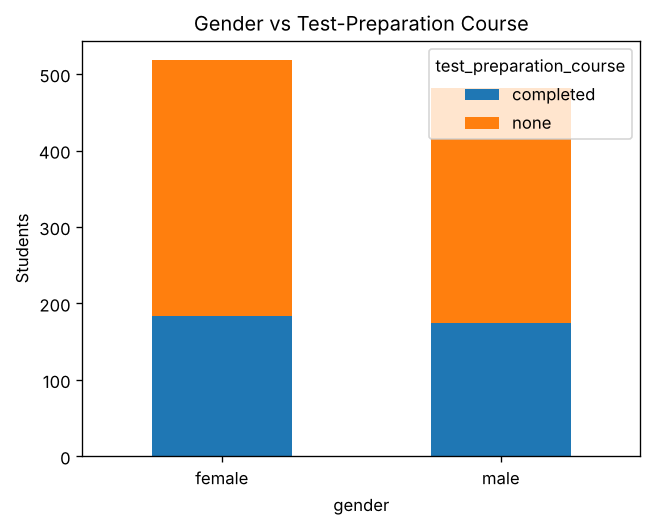 Gender vs Test-Preparation Course
test_preparation_course
completed
none
500
400
300
200
100
0
Students
female
male
gender